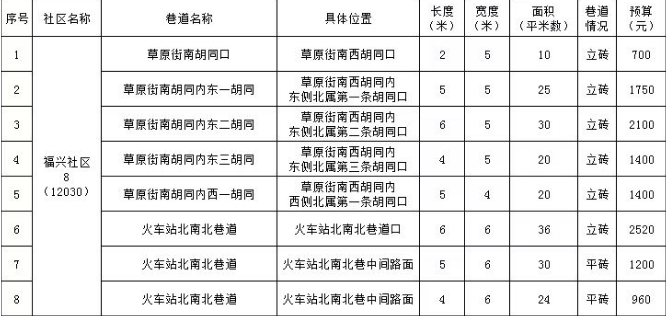 序号 社区名称 巷道名称 具体位置 长度（米） 宽度（米） 面积（平米数） 巷道情况 预算（元）
福兴社区8（12030）
1 草原街南胡同口 草原街南西胡同口 2 5 10 立砖 700
2 草原街南胡同内东一胡同 草原街南西胡同内东侧北属第一条胡同口 5 5 25 立砖 1750
3 草原街南胡同内东二胡同 草原街南西胡同内东侧北属第二条胡同口 6 5 30 立砖 2100
4 草原街南胡同内东三胡同 草原街南西胡同内东侧北属第三条胡同口 4 5 20 立砖 1400
5 草原街南胡同内西一胡同 草原街南西胡同内西侧北属第一条胡同口 5 4 20 立砖 1400
6 火车站北南北巷道 火车站北南北巷道口 6 6 36 立砖 2520
7 火车站北南北巷道 火车站北南北巷中间路面 5 6 30 平砖 1200
8 火车站北南北巷道 火车站北南北巷中间路面 4 6 24 平砖 960